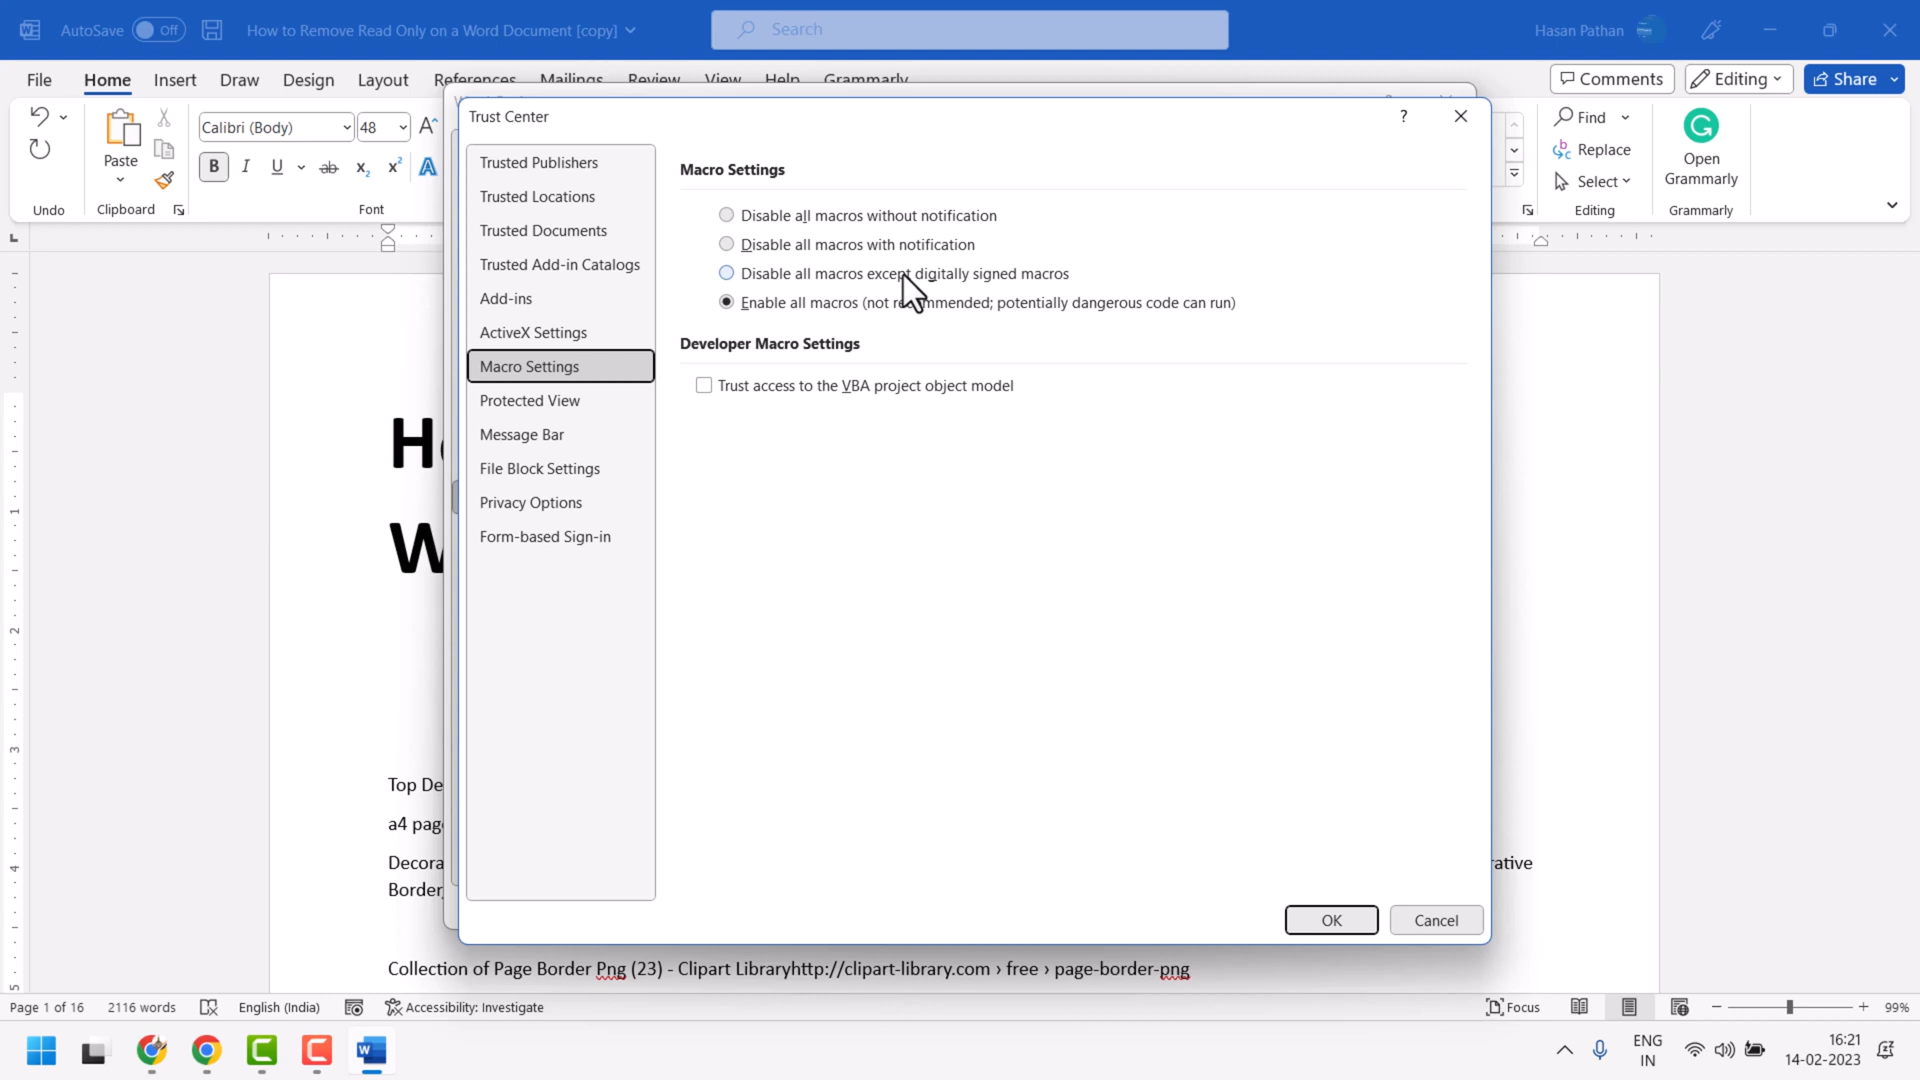 AutoSave Off How to Remove Read Only on a Word Document [copy] Search Hasan Pathan
File Home Insert Draw Design Layout References Mailings Review View Help Grammarly Comments Editing Share
Calibri (Body) 48
Paste
Undo Clipboard Font
Find
Replace
Select
Editing
Open
Grammarly
Grammarly
Trust Center
Trusted Publishers
Trusted Locations
Trusted Documents
Trusted Add-in Catalogs
Add-ins
ActiveX Settings
Macro Settings
Protected View
Message Bar
File Block Settings
Privacy Options
Form-based Sign-in
Macro Settings
Disable all macros without notification
Disable all macros with notification
Disable all macros except digitally signed macros
Enable all macros (not recommended; potentially dangerous code can run)
Developer Macro Settings
Trust access to the VBA project object model
OK Cancel
Top De
a4 pag
Decora rative
Border
Collection of Page Border Png (23) - Clipart Libraryhttp://clipart-library.com › free › page-border-png
Page 1 of 16 2116 words English (India) Accessibility: Investigate Focus 99%
ENG
IN
16:21
14-02-2023